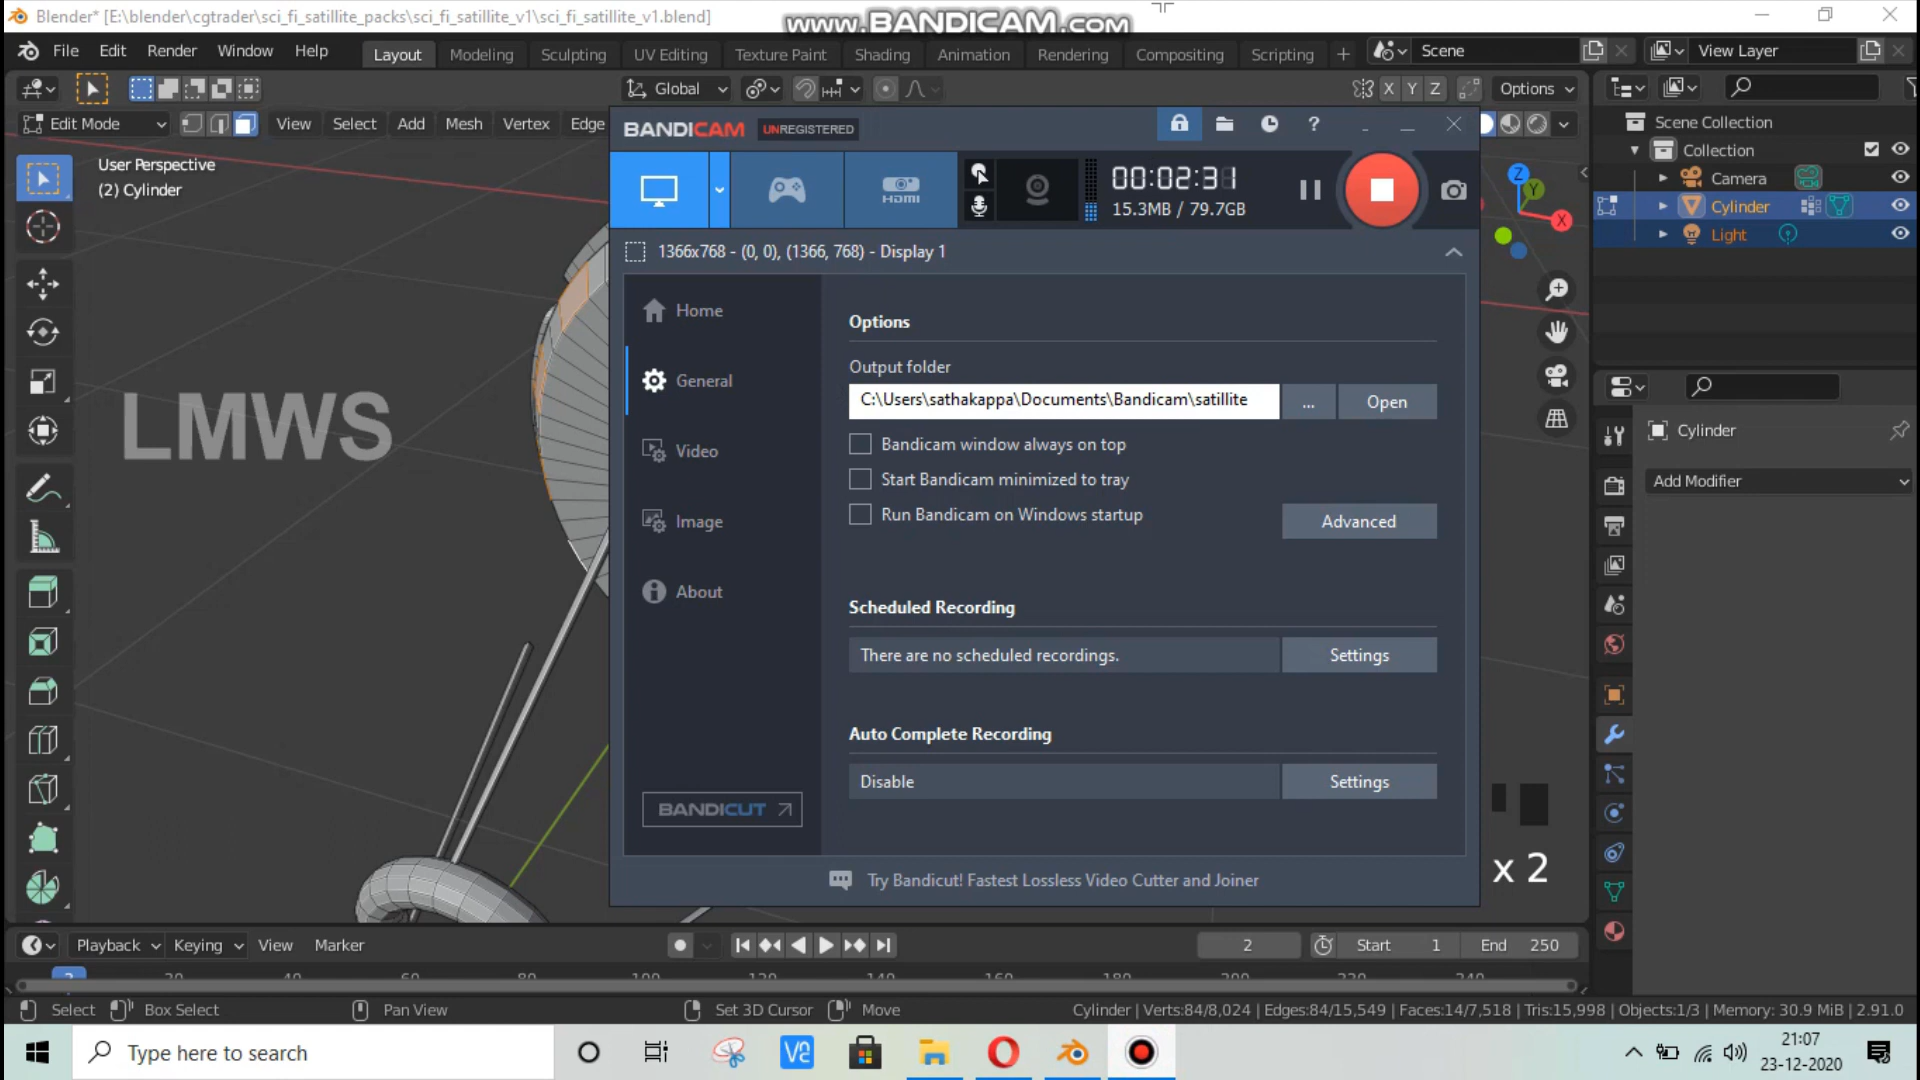 Blender* [E:\blender\cgtrader\sci_fi_satillite_packs\sci_fi_satillite_v1\sci_fi_satillite_v1.blend]
www.BANDICAM.com
File Edit Render Window Help
Layout Modeling Sculpting UV Editing Texture Paint Shading Animation Rendering Compositing Scripting +
Scene
View Layer
Global
X Y Z
Options
Edit Mode
View Select Add Mesh Vertex Edge
User Perspective
(2) Cylinder
BANDICAM UNREGISTERED
?
HDMI
00:02:31
15.3MB / 79.7GB
1366x768 - (0, 0), (1366, 768) - Display 1
Home
General
Video
Image
About
BANDICUT
Options
Output folder
C:\Users\sathakappa\Documents\Bandicam\satillite
...
Open
Bandicam window always on top
Start Bandicam minimized to tray
Run Bandicam on Windows startup
Advanced
Scheduled Recording
There are no scheduled recordings.
Settings
Auto Complete Recording
Disable
Settings
Try Bandicut! Fastest Lossless Video Cutter and Joiner
LMWS
Z
Y
X
x 2
Scene Collection
Collection
Camera
Cylinder
Light
Cylinder
Add Modifier
Playback Keying View Marker
2
Start 1
End 250
Select Box Select Pan View Set 3D Cursor Move
Cylinder | Verts:84/8,024 | Edges:84/15,549 | Faces:14/7,518 | Tris:15,998 | Objects:1/3 | Memory: 30.9 MiB | 2.91.0
Type here to search
V2
21:07
23-12-2020